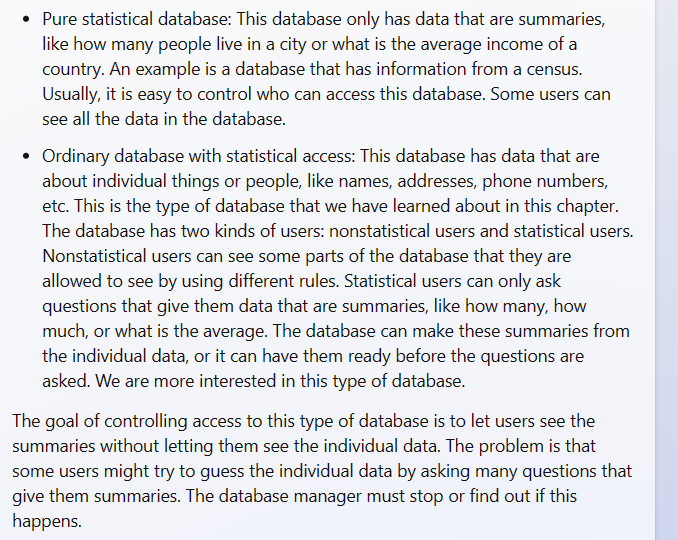 • Pure statistical database: This database only has data that are summaries,
like how many people live in a city or what is the average income of a
country. An example is a database that has information from a census.
Usually, it is easy to control who can access this database. Some users can
see all the data in the database.
• Ordinary database with statistical access: This database has data that are
about individual things or people, like names, addresses, phone numbers,
etc. This is the type of database that we have learned about in this chapter.
The database has two kinds of users: nonstatistical users and statistical users.
Nonstatistical users can see some parts of the database that they are
allowed to see by using different rules. Statistical users can only ask
questions that give them data that are summaries, like how many, how
much, or what is the average. The database can make these summaries from
the individual data, or it can have them ready before the questions are
asked. We are more interested in this type of database.
The goal of controlling access to this type of database is to let users see the
summaries without letting them see the individual data. The problem is that
some users might try to guess the individual data by asking many questions that
give them summaries. The database manager must stop or find out if this
happens.